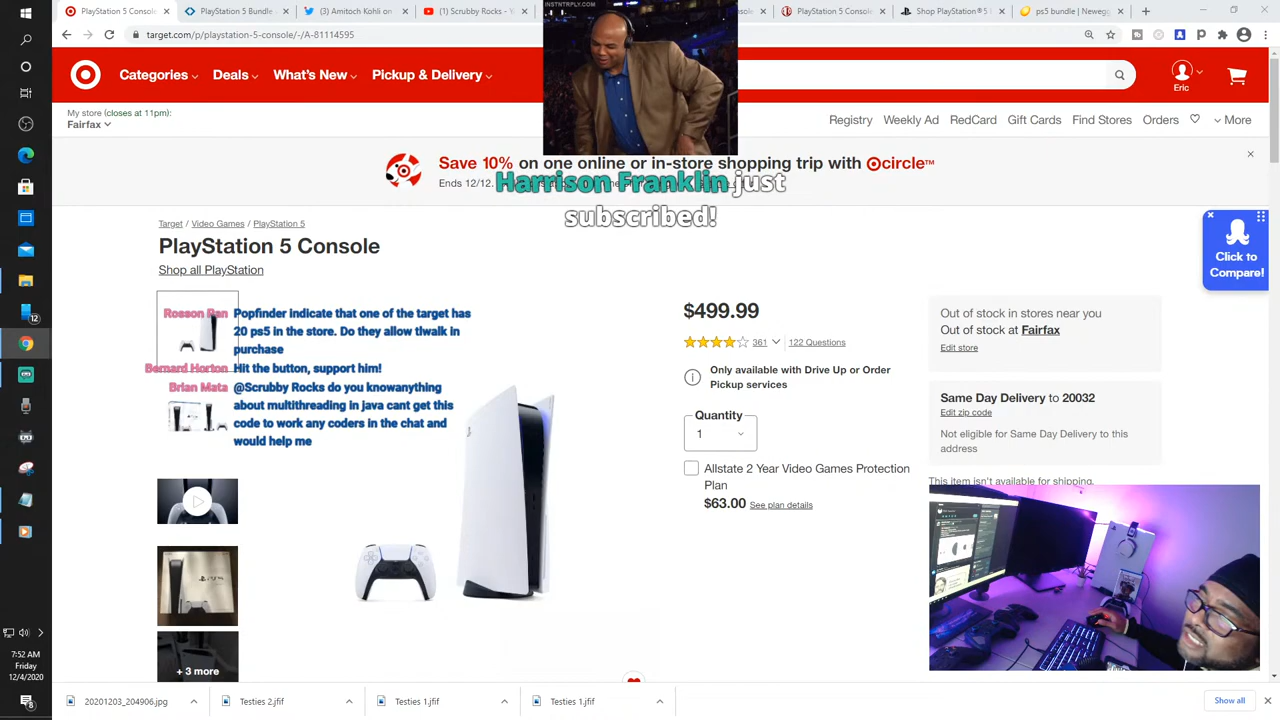 PlayStation 5 Conso
PlayStation 5 Bundle
(3) Amitoch Kohli on
(1) Scrubby Rocks - Y
onsole
PlayStation 5 Consol
Shop PlayStation®5
ps5 bundle | Newegg
INSTNTRPLY.COM
target.com/p/playstation-5-console/-/A-81114595
Categories
Deals
What's New
Pickup & Delivery
Eric
My store (closes at 11pm):
Fairfax
Registry
Weekly Ad
RedCard
Gift Cards
Find Stores
Orders
More
Save 10% on one online or in-store shopping trip with circle™
Ends 12/12.
Harrison Franklin just
subscribed!
Target / Video Games / PlayStation 5
PlayStation 5 Console
Shop all PlayStation
Click to
Compare!
Rosson Dan Popfinder indicate that one of the target has
20 ps5 in the store. Do they allow tlwalk in
purchase
Bernard Horton Hit the button, support him!
Brian Mata @Scrubby Rocks do you knowanything
about multithreading in java cant get this
code to work any coders in the chat and
would help me
+ 3 more
$499.99
361
122 Questions
Only available with Drive Up or Order
Pickup services
Quantity
1
Allstate 2 Year Video Games Protection
Plan
$63.00 See plan details
Out of stock in stores near you
Out of stock at Fairfax
Edit store
Same Day Delivery to 20032
Edit zip code
Not eligible for Same Day Delivery to this
address
This item isn't available for shipping.
12
7:52 AM
Friday
12/4/2020
8
20201203_204906.jpg
Testies 2.jfif
Testies 1.jfif
Testies 1.jfif
Show all